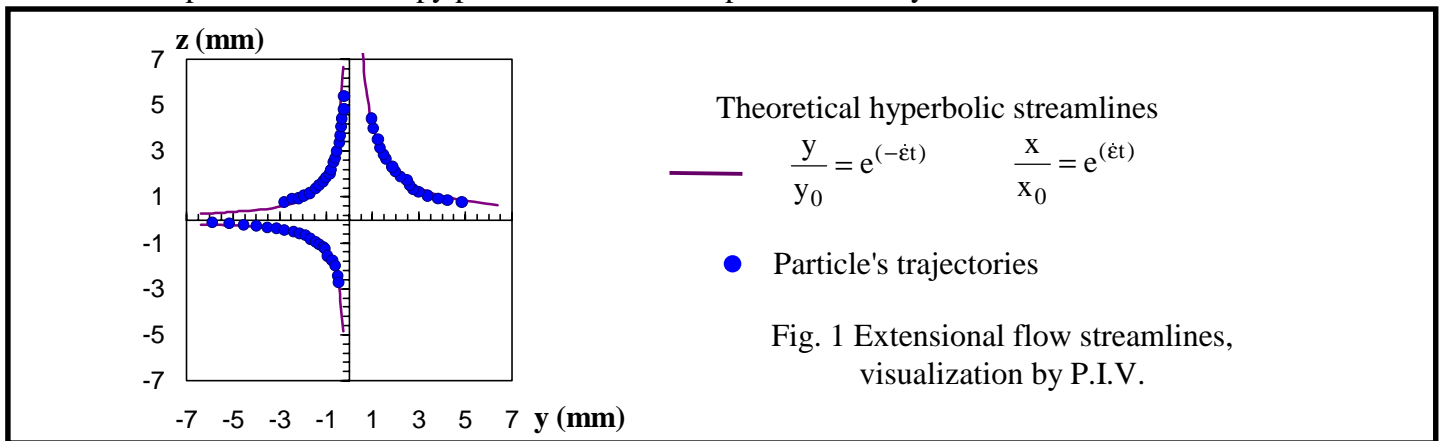 z (mm)
7
5
3
1
-1
-3
-5
-7
-7 -5 -3 -1 1 3 5 7 y (mm)
Theoretical hyperbolic streamlines
y/y₀ = e^(-ε̇t) x/x₀ = e^(ε̇t)
Particle's trajectories
Fig. 1 Extensional flow streamlines,
visualization by P.I.V.